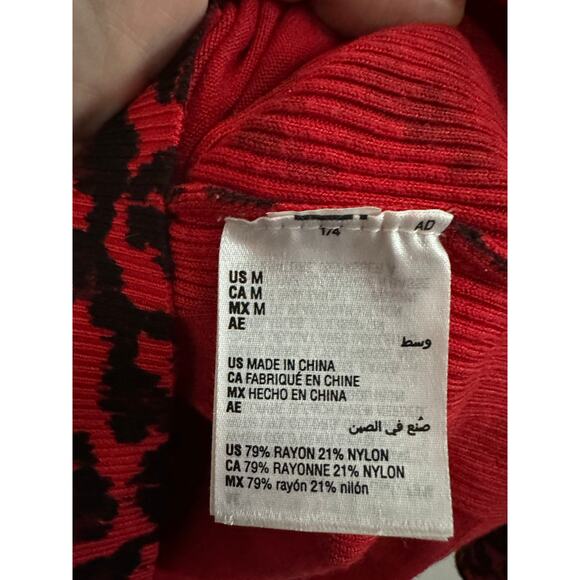 1/4
AD
US M
CA M
MX M
AE
وسط
US MADE IN CHINA
CA FABRIQUÉ EN CHINE
MX HECHO EN CHINA
AE
صُنع في الصين
US 79% RAYON 21% NYLON
CA 79% RAYONNE 21% NYLON
MX 79% rayón 21% nilón